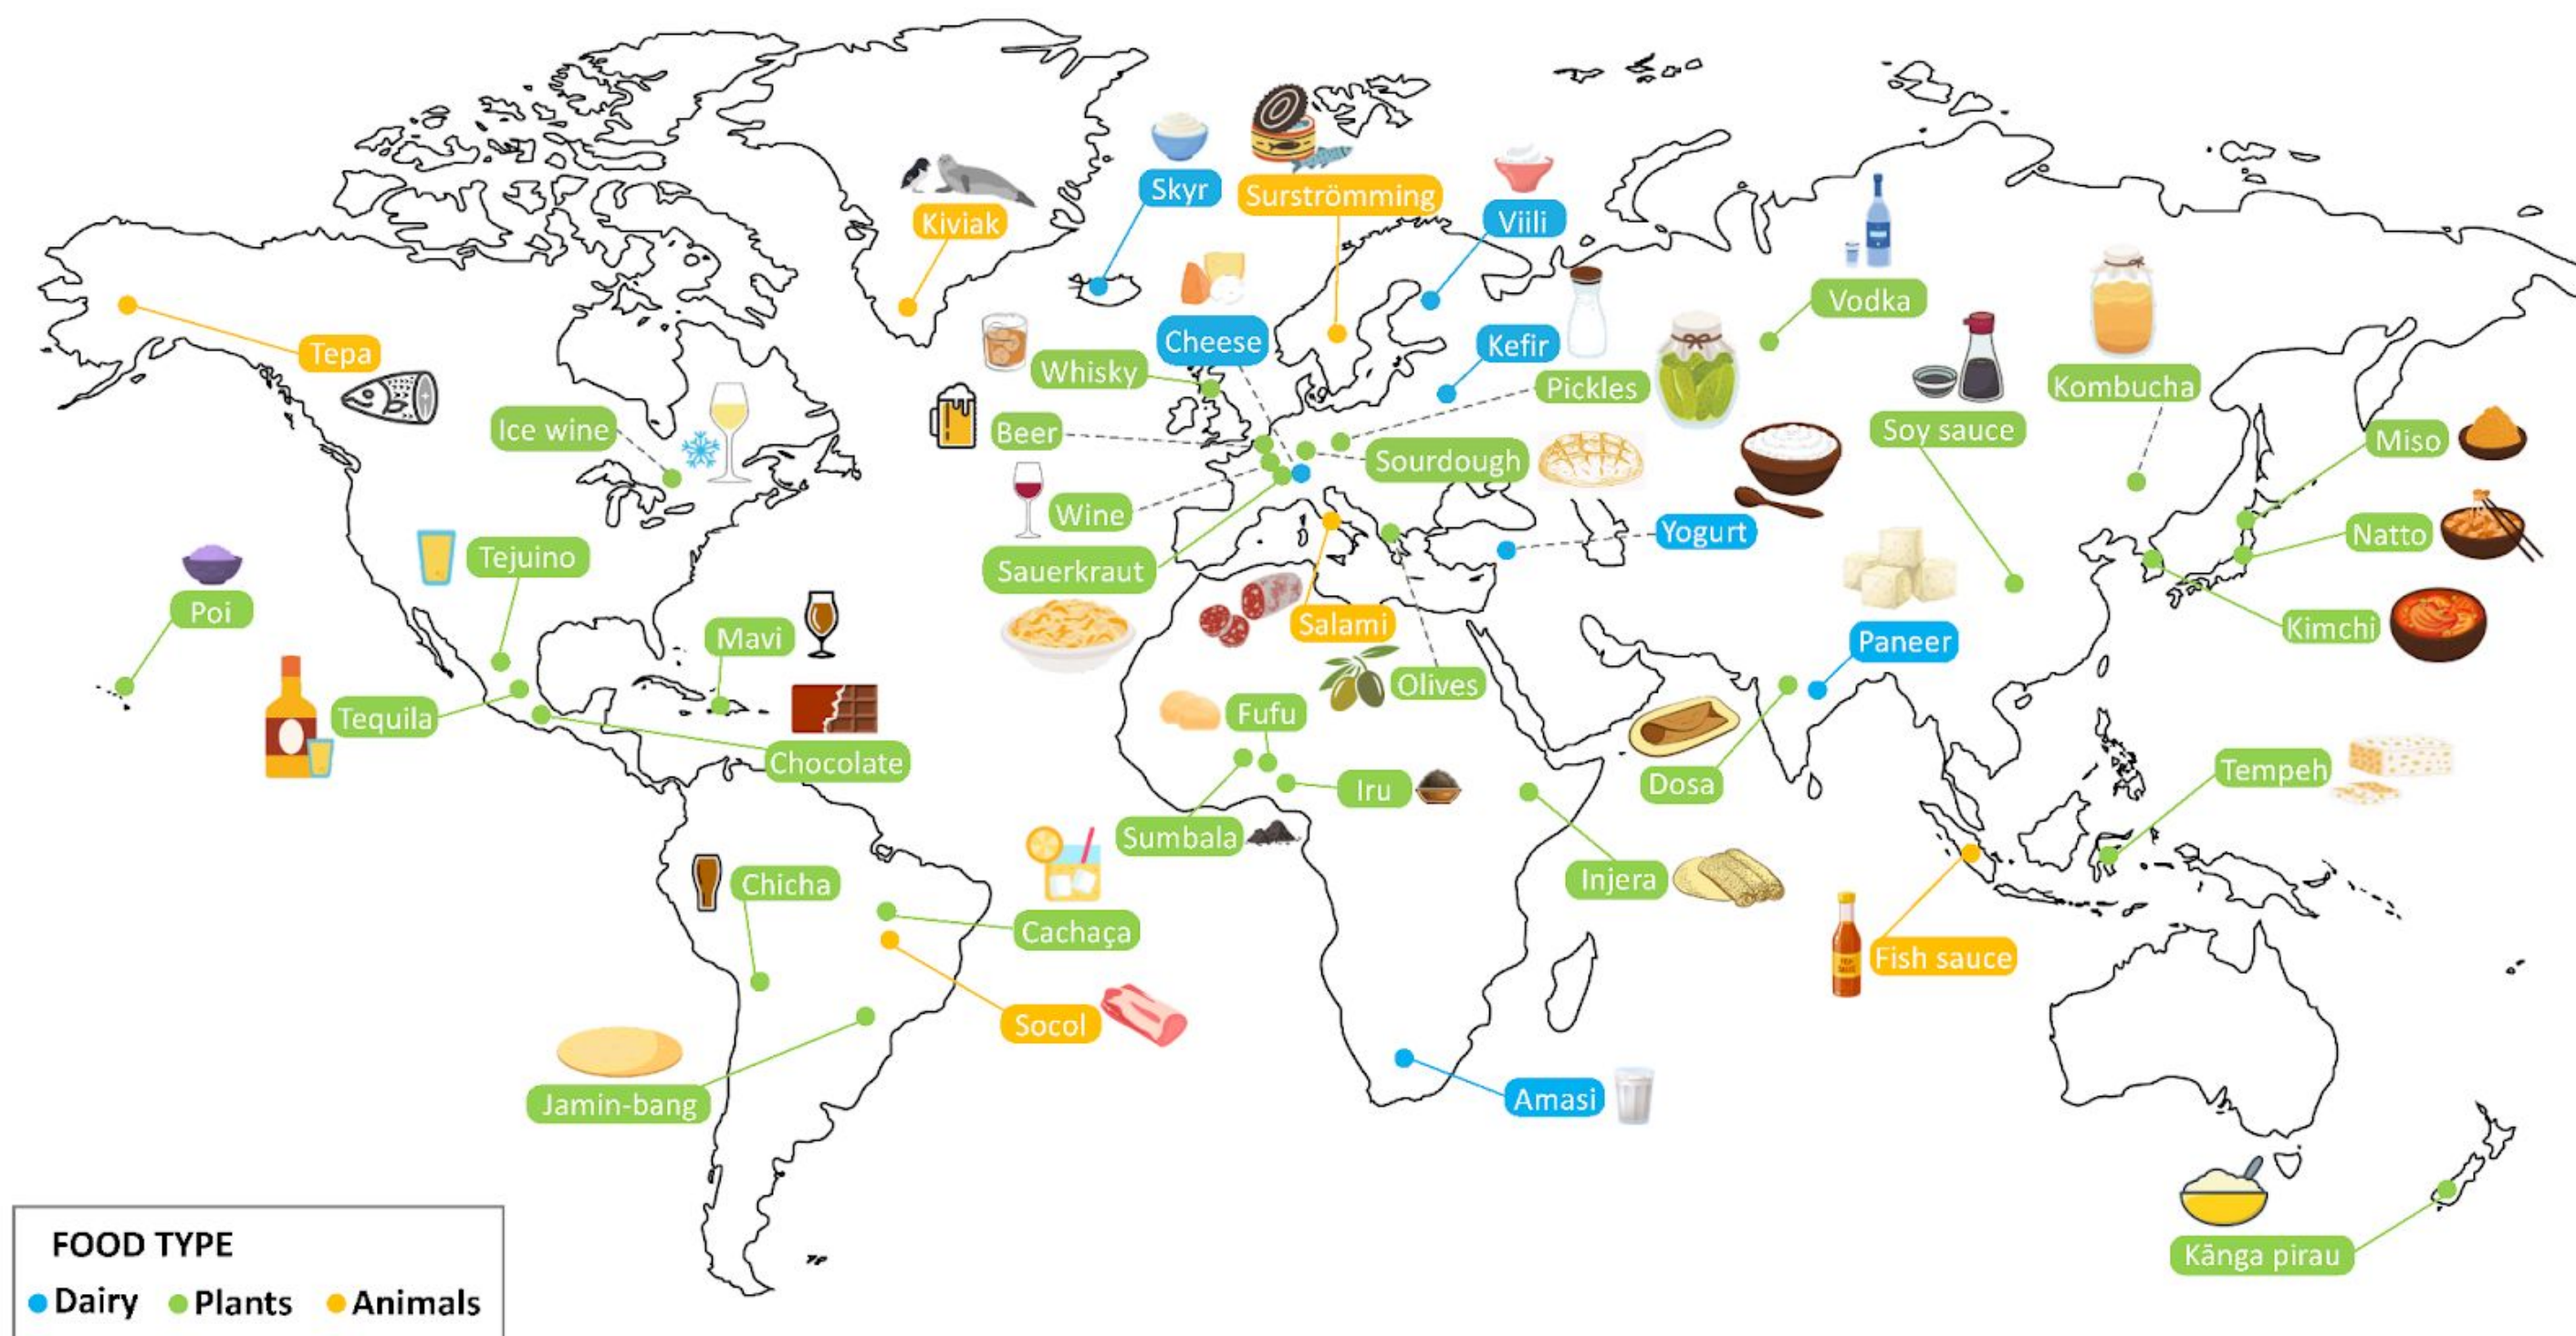 Skyr
Surströmming
Viili
Kiviak
Vodka
Cheese
Kefir
Tepa
Whisky
Pickles
Kombucha
Ice wine
Beer
Soy sauce
Miso
Sourdough
Wine
Yogurt
Natto
Tejuino
Sauerkraut
Poi
Mavi
Salami
Paneer
Kimchi
Tequila
Fufu
Olives
Chocolate
Iru
Dosa
Tempeh
Sumbala
Chicha
Injera
Cachaça
Fish sauce
FISH
SAUCE
Socol
Jamin-bang
Amasi
Kānga pirau
FOOD TYPE
Dairy Plants Animals